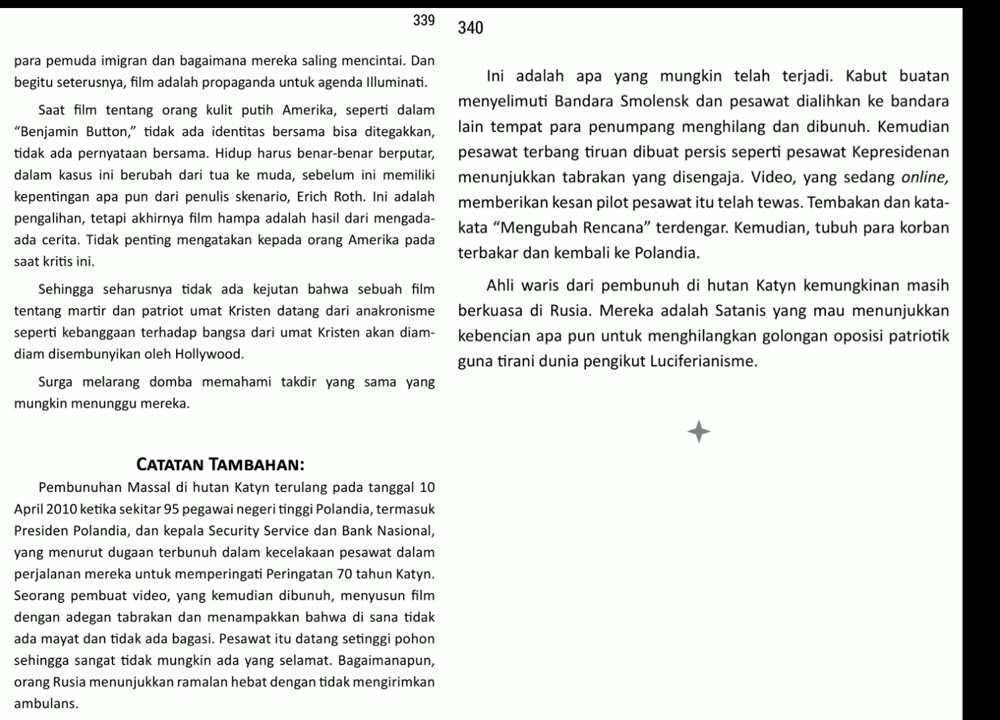 339
para pemuda imigran dan bagaimana mereka saling mencintai. Dan
begitu seterusnya, film adalah propaganda untuk agenda Illuminati.
Saat film tentang orang kulit putih Amerika, seperti dalam
“Benjamin Button,” tidak ada identitas bersama bisa ditegakkan,
tidak ada pernyataan bersama. Hidup harus benar-benar berputar,
dalam kasus ini berubah dari tua ke muda, sebelum ini memiliki
kepentingan apa pun dari penulis skenario, Erich Roth. Ini adalah
pengalihan, tetapi akhirnya film hampa adalah hasil dari mengada-
ada cerita. Tidak penting mengatakan kepada orang Amerika pada
saat kritis ini.
Sehingga seharusnya tidak ada kejutan bahwa sebuah film
tentang martir dan patriot umat Kristen datang dari anakronisme
seperti kebanggaan terhadap bangsa dari umat Kristen akan diam-
diam disembunyikan oleh Hollywood.
Surga melarang domba memahami takdir yang sama yang
mungkin menunggu mereka.
CATATAN TAMBAHAN:
Pembunuhan Massal di hutan Katyn terulang pada tanggal 10
April 2010 ketika sekitar 95 pegawai negeri tinggi Polandia, termasuk
Presiden Polandia, dan kepala Security Service dan Bank Nasional,
yang menurut dugaan terbunuh dalam kecelakaan pesawat dalam
perjalanan mereka untuk memperingati Peringatan 70 tahun Katyn.
Seorang pembuat video, yang kemudian dibunuh, menyusun film
dengan adegan tabrakan dan menampakkan bahwa di sana tidak
ada mayat dan tidak ada bagasi. Pesawat itu datang setinggi pohon
sehingga sangat tidak mungkin ada yang selamat. Bagaimanapun,
orang Rusia menunjukkan ramalan hebat dengan tidak mengirimkan
ambulans.
340
Ini adalah apa yang mungkin telah terjadi. Kabut buatan
menyelimuti Bandara Smolensk dan pesawat dialihkan ke bandara
lain tempat para penumpang menghilang dan dibunuh. Kemudian
pesawat terbang tiruan dibuat persis seperti pesawat Kepresidenan
menunjukkan tabrakan yang disengaja. Video, yang sedang online,
memberikan kesan pilot pesawat itu telah tewas. Tembakan dan kata-
kata “Mengubah Rencana” terdengar. Kemudian, tubuh para korban
terbakar dan kembali ke Polandia.
Ahli waris dari pembunuh di hutan Katyn kemungkinan masih
berkuasa di Rusia. Mereka adalah Satanis yang mau menunjukkan
kebencian apa pun untuk menghilangkan golongan oposisi patriotik
guna tirani dunia pengikut Luciferianisme.